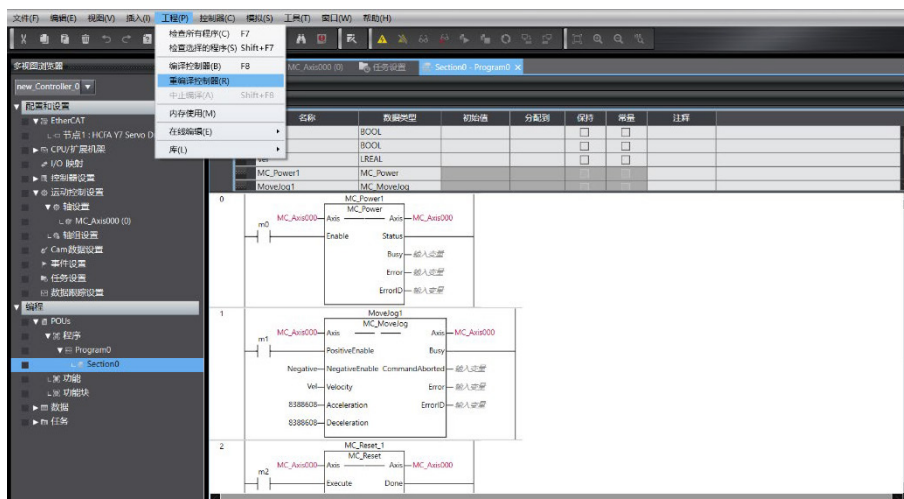 文件(F) 编辑(E) 视图(V) 插入(I) 工程(P) 控制器(C) 模拟(S) 工具(T) 窗口(W) 帮助(H)
检查所有程序(C) F7
检查选择的程序(S) Shift+F7
编译控制器(B) F8
重编译控制器(R)
中止编译(A) Shift+F8
内存使用(M)
在线编辑(E)
库(L)
多视图浏览器
new_Controller_0
配置和设置
EtherCAT
节点1 : HCFA Y7 Servo D
CPU/扩展机架
I/O 映射
控制器设置
运动控制设置
轴设置
MC_Axis000 (0)
轴组设置
Cam数据设置
事件设置
任务设置
数据跟踪设置
编程
POUs
程序
Program0
Section0
功能
功能块
数据
任务
MC_Axis000 (0) 任务设置 Section0 - Program0
名称 数据类型 初始值 分配到 保持 常量 注释
BOOL
BOOL
Vel LREAL
MC_Power1 MC_Power
MoveJog1 MC_MoveJog
0
MC_Power1
MC_Power
m0 MC_Axis000 Axis Axis MC_Axis000
Enable Status
Busy 输入变量
Error 输入变量
ErrorID 输入变量
1
MoveJog1
MC_MoveJog
m1 MC_Axis000 Axis Axis MC_Axis000
PositiveEnable Busy
Negative NegativeEnable CommandAborted 输入变量
Vel Velocity Error 输入变量
8388608 Acceleration ErrorID 输入变量
8388608 Deceleration
2
MC_Reset_1
MC_Reset
m2 MC_Axis000 Axis Axis MC_Axis000
Execute Done